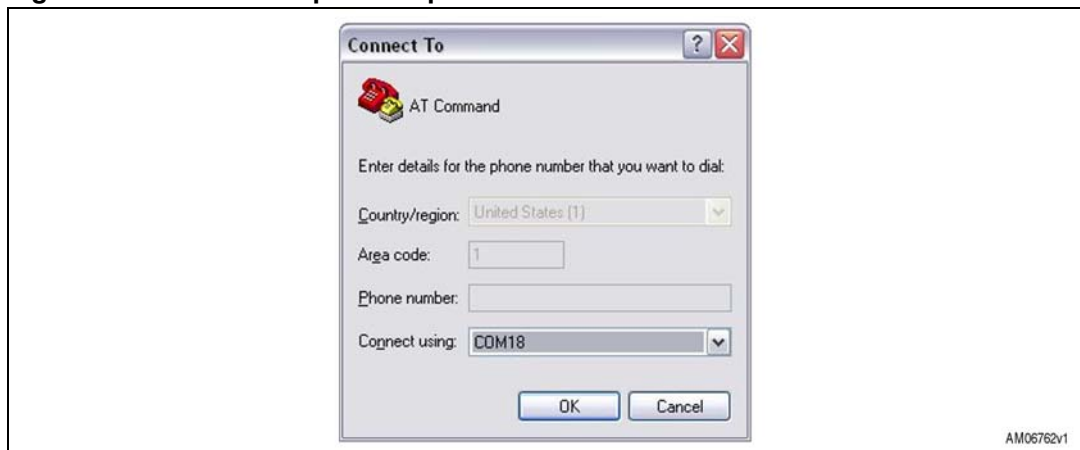 Connect To
AT Command
Enter details for the phone number that you want to dial:
Country/region: United States (1)
Area code: 1
Phone number:
Connect using: COM18
OK Cancel
AM06762v1